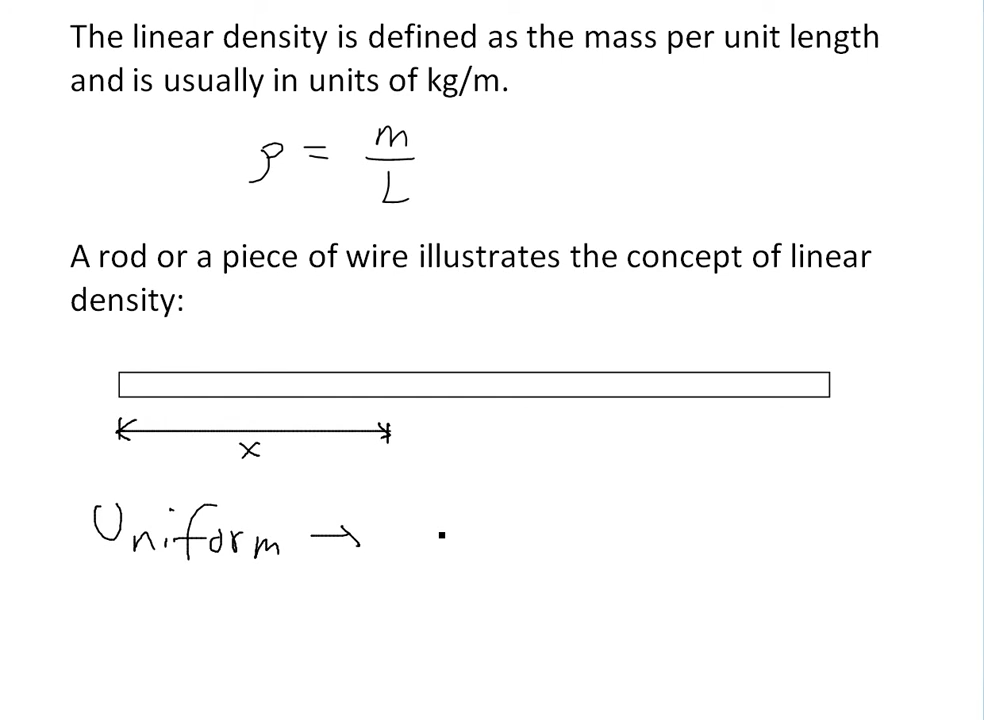 The linear density is defined as the mass per unit length
and is usually in units of kg/m.
ρ = m/L
A rod or a piece of wire illustrates the concept of linear
density:
x
Uniform →